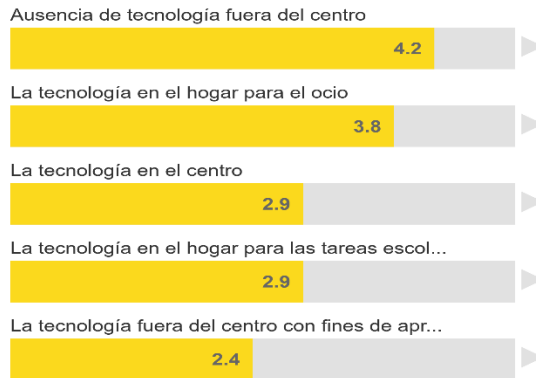 Ausencia de tecnología fuera del centro
4.2
La tecnología en el hogar para el ocio
3.8
La tecnología en el centro
2.9
La tecnología en el hogar para las tareas escol...
2.9
La tecnología fuera del centro con fines de apr...
2.4